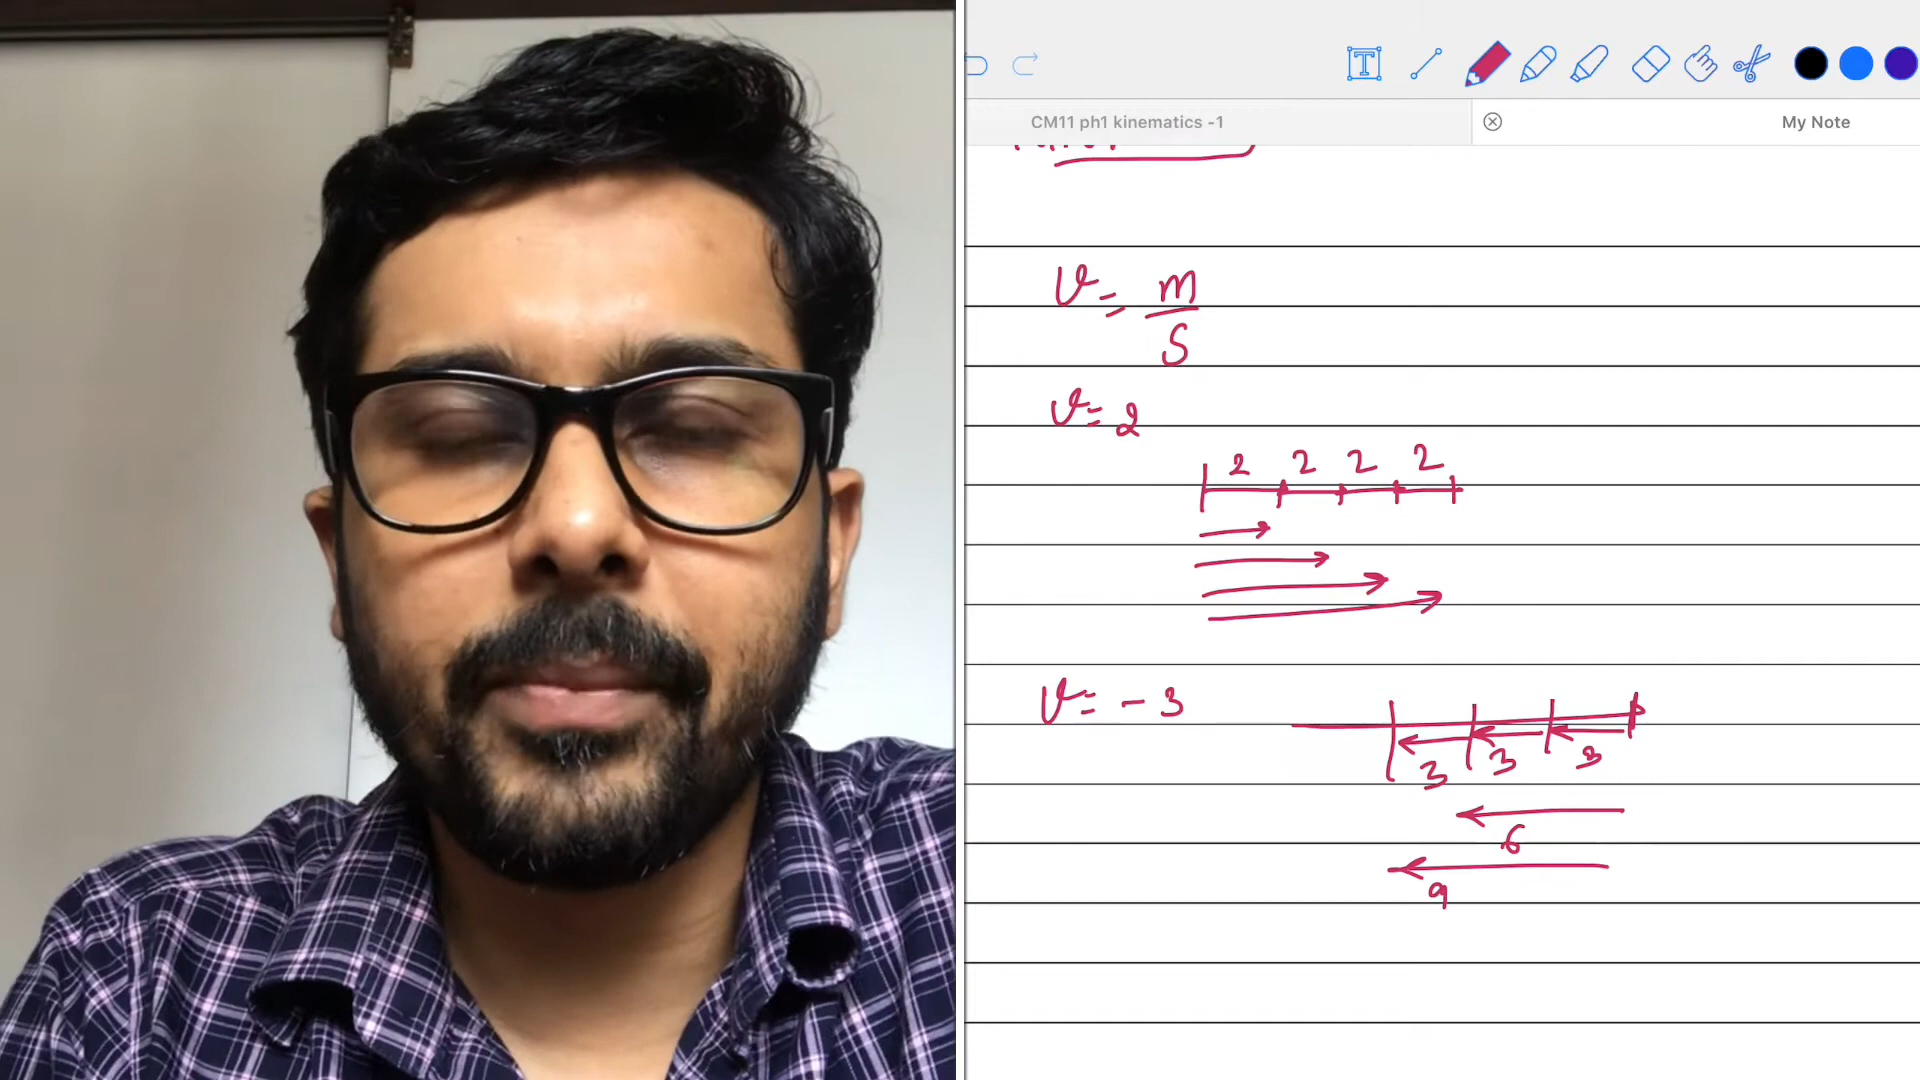 T
CM11 ph1 kinematics -1
My Note
V = m/s
V = 2
2 2 2 2
V = - 3
3 3 3
6
9